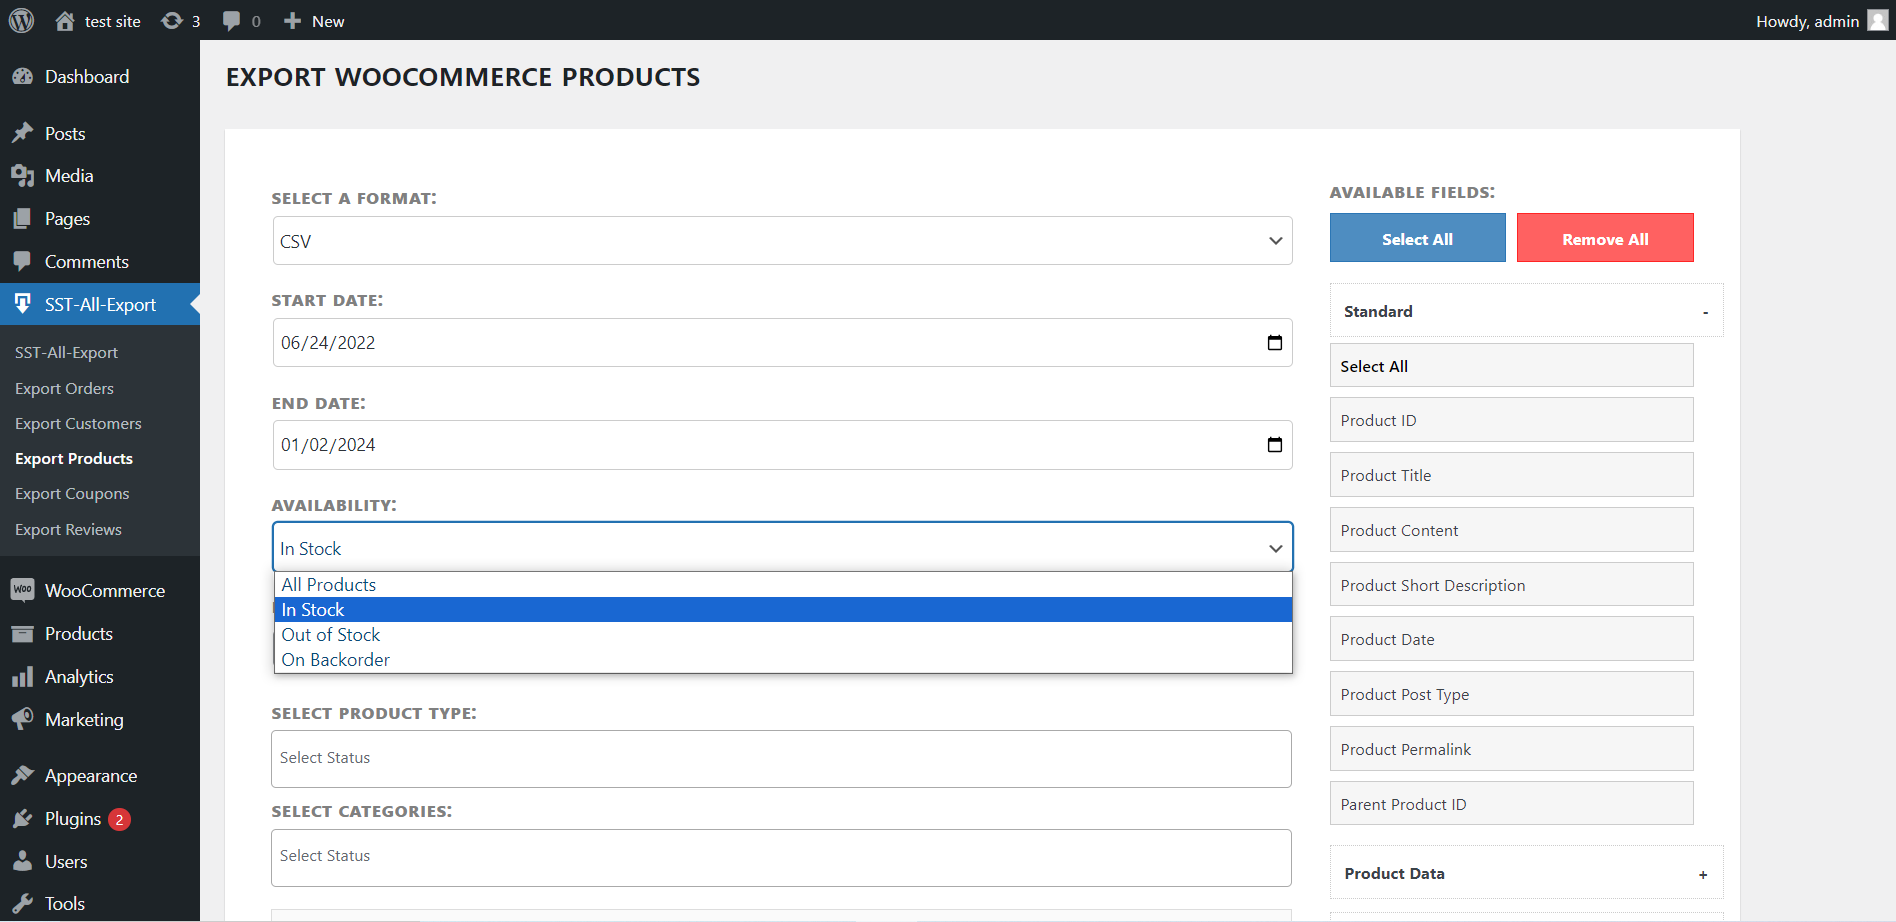 test site
3
0
New
Howdy, admin
Dashboard
Posts
Media
Pages
Comments
SST-All-Export
SST-All-Export
Export Orders
Export Customers
Export Products
Export Coupons
Export Reviews
Woo WooCommerce
Products
Analytics
Marketing
Appearance
Plugins 2
Users
Tools
EXPORT WOOCOMMERCE PRODUCTS
SELECT A FORMAT:
CSV
START DATE:
06/24/2022
END DATE:
01/02/2024
AVAILABILITY:
In Stock
All Products
In Stock
Out of Stock
On Backorder
SELECT PRODUCT TYPE:
Select Status
SELECT CATEGORIES:
Select Status
AVAILABLE FIELDS:
Select All
Remove All
Standard -
Select All
Product ID
Product Title
Product Content
Product Short Description
Product Date
Product Post Type
Product Permalink
Parent Product ID
Product Data +